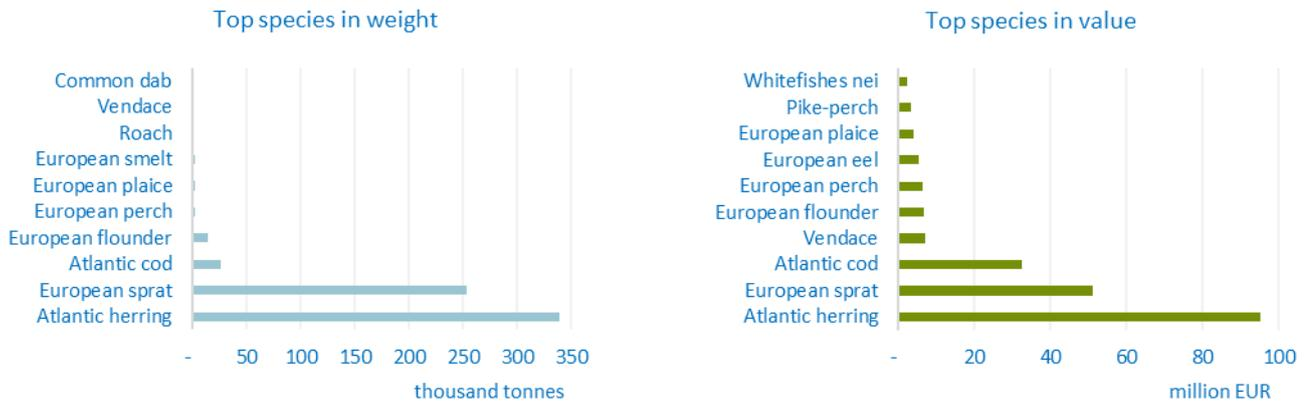 Top species in weight
Common dab
Vendace
Roach
European smelt
European plaice
European perch
European flounder
Atlantic cod
European sprat
Atlantic herring
- 50 100 150 200 250 300 350
thousand tonnes
Top species in value
Whitefishes nei
Pike-perch
European plaice
European eel
European perch
European flounder
Vendace
Atlantic cod
European sprat
Atlantic herring
- 20 40 60 80 100
million EUR